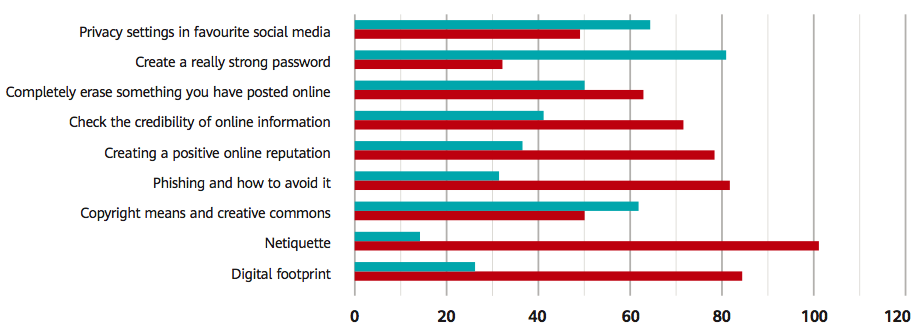 Privacy settings in favourite social media
Create a really strong password
Completely erase something you have posted online
Check the credibility of online information
Creating a positive online reputation
Phishing and how to avoid it
Copyright means and creative commons
Netiquette
Digital footprint
0 20 40 60 80 100 120